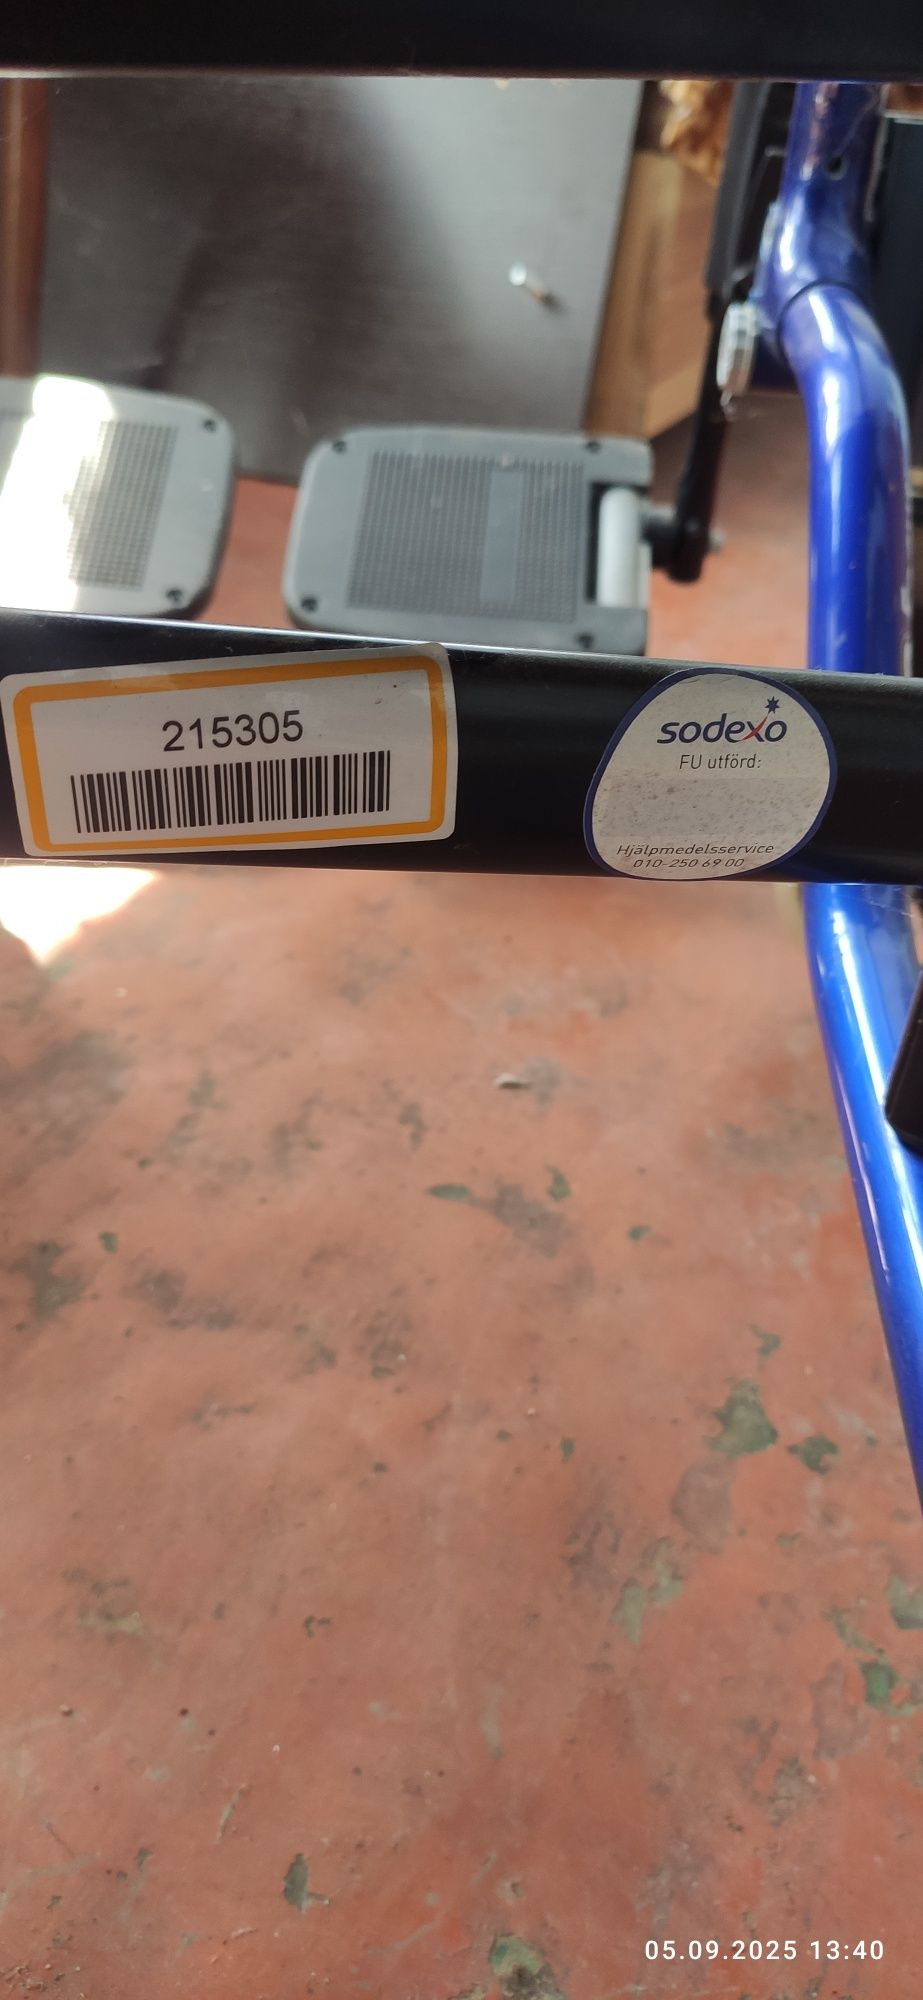 215305
sodexo
FU utförd:
Hjälpmedelsservice
010-250 69 00
05.09.2025 13:40